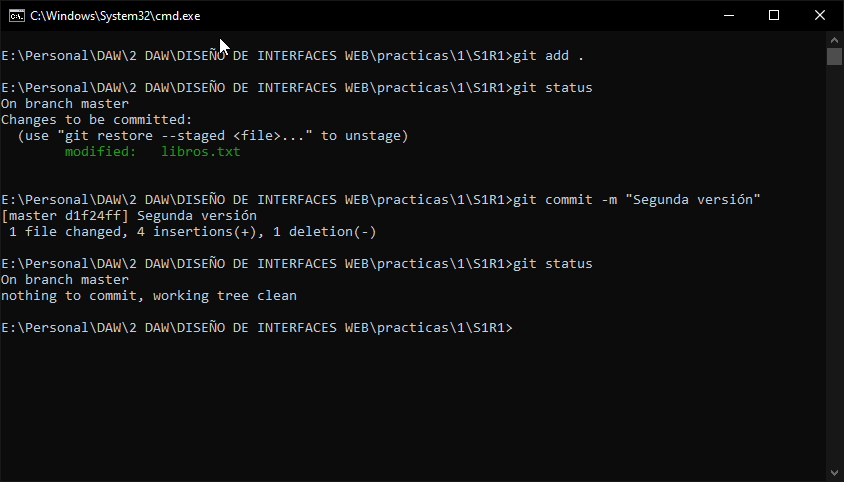 C:\Windows\System32\cmd.exe
E:\Personal\DAW\2 DAW\DISEÑO DE INTERFACES WEB\practicas\1\S1R1>git add .
E:\Personal\DAW\2 DAW\DISEÑO DE INTERFACES WEB\practicas\1\S1R1>git status
On branch master
Changes to be committed:
  (use "git restore --staged <file>..." to unstage)
        modified:   libros.txt
E:\Personal\DAW\2 DAW\DISEÑO DE INTERFACES WEB\practicas\1\S1R1>git commit -m "Segunda versión"
[master d1f24ff] Segunda versión
 1 file changed, 4 insertions(+), 1 deletion(-)
E:\Personal\DAW\2 DAW\DISEÑO DE INTERFACES WEB\practicas\1\S1R1>git status
On branch master
nothing to commit, working tree clean
E:\Personal\DAW\2 DAW\DISEÑO DE INTERFACES WEB\practicas\1\S1R1>